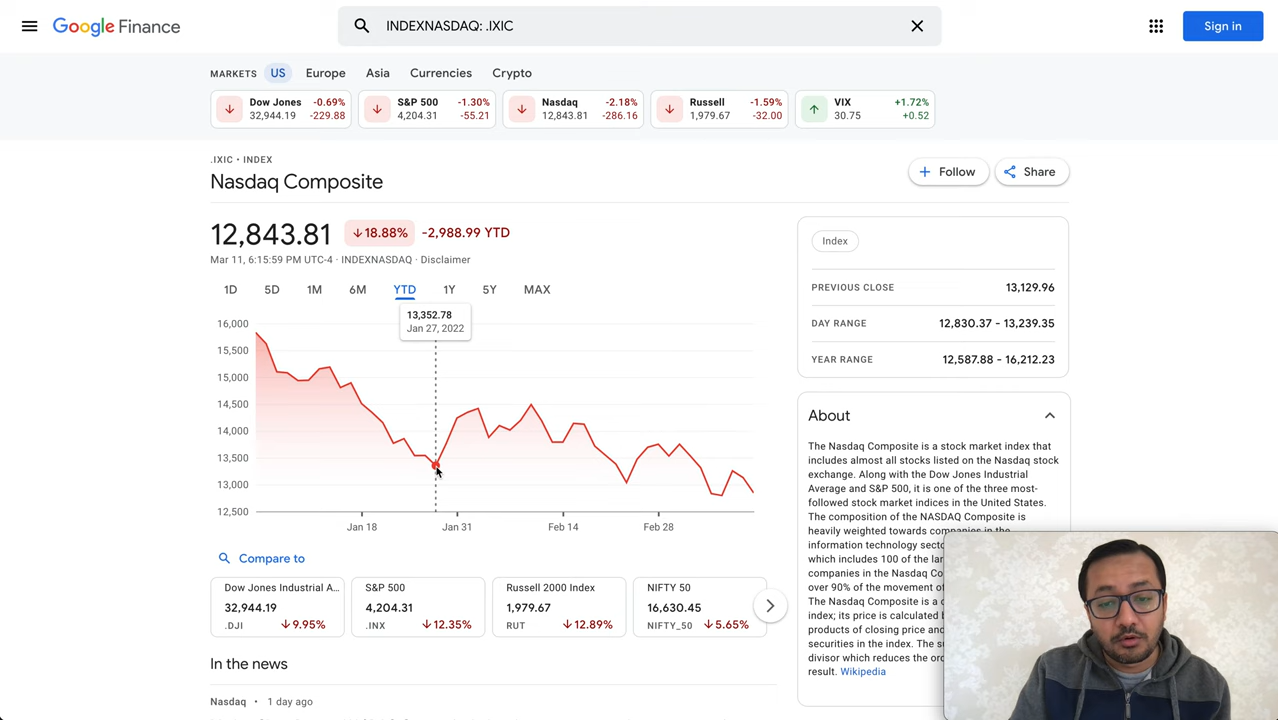 Google Finance
INDEXNASDAQ: .IXIC
Sign in
MARKETS US Europe Asia Currencies Crypto
Dow Jones -0.69%
32,944.19 -229.88
S&P 500 -1.30%
4,204.31 -55.21
Nasdaq -2.18%
12,843.81 -286.16
Russell -1.59%
1,979.67 -32.00
VIX +1.72%
30.75 +0.52
.IXIC • INDEX
Nasdaq Composite
Follow
Share
12,843.81 18.88% -2,988.99 YTD
Mar 11, 6:15:59 PM UTC-4 · INDEXNASDAQ · Disclaimer
1D 5D 1M 6M YTD 1Y 5Y MAX
13,352.78
Jan 27, 2022
16,000
15,500
15,000
14,500
14,000
13,500
13,000
12,500
Jan 18 Jan 31 Feb 14 Feb 28
Compare to
Dow Jones Industrial A...
32,944.19
.DJI 9.95%
S&P 500
4,204.31
.INX 12.35%
Russell 2000 Index
1,979.67
RUT 12.89%
NIFTY 50
16,630.45
NIFTY_50 5.65%
In the news
Nasdaq • 1 day ago
Index
PREVIOUS CLOSE 13,129.96
DAY RANGE 12,830.37 - 13,239.35
YEAR RANGE 12,587.88 - 16,212.23
About
The Nasdaq Composite is a stock market index that
includes almost all stocks listed on the Nasdaq stock
exchange. Along with the Dow Jones Industrial
Average and S&P 500, it is one of the three most-
followed stock market indices in the United States.
The composition of the NASDAQ Composite is
heavily weighted towards companies in the
information technology
which includes 100 of the
companies in the Nasdaq
over 90% of the movement
The Nasdaq Composite is a
index; its price is calculated
products of closing price and
securities in the index. The
divisor which reduces the
result. Wikipedia